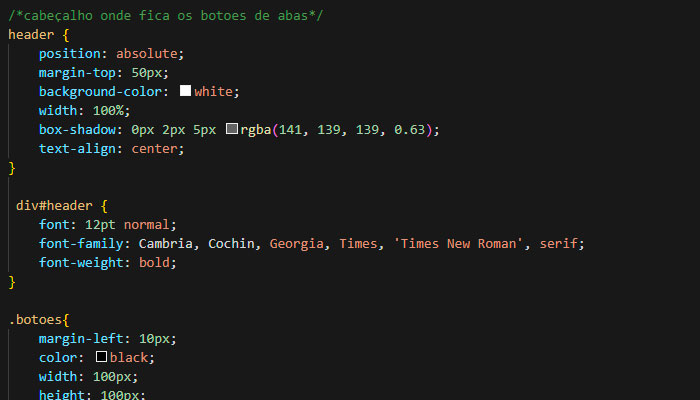 /*cabeçalho onde fica os botoes de abas*/
header {
position: absolute;
margin-top: 50px;
background-color: white;
width: 100%;
box-shadow: 0px 2px 5px rgba(141, 139, 139, 0.63);
text-align: center;
}
div#header {
font: 12pt normal;
font-family: Cambria, Cochin, Georgia, Times, 'Times New Roman', serif;
font-weight: bold;
}
.botoes{
margin-left: 10px;
color: black;
width: 100px;
height: 100px;